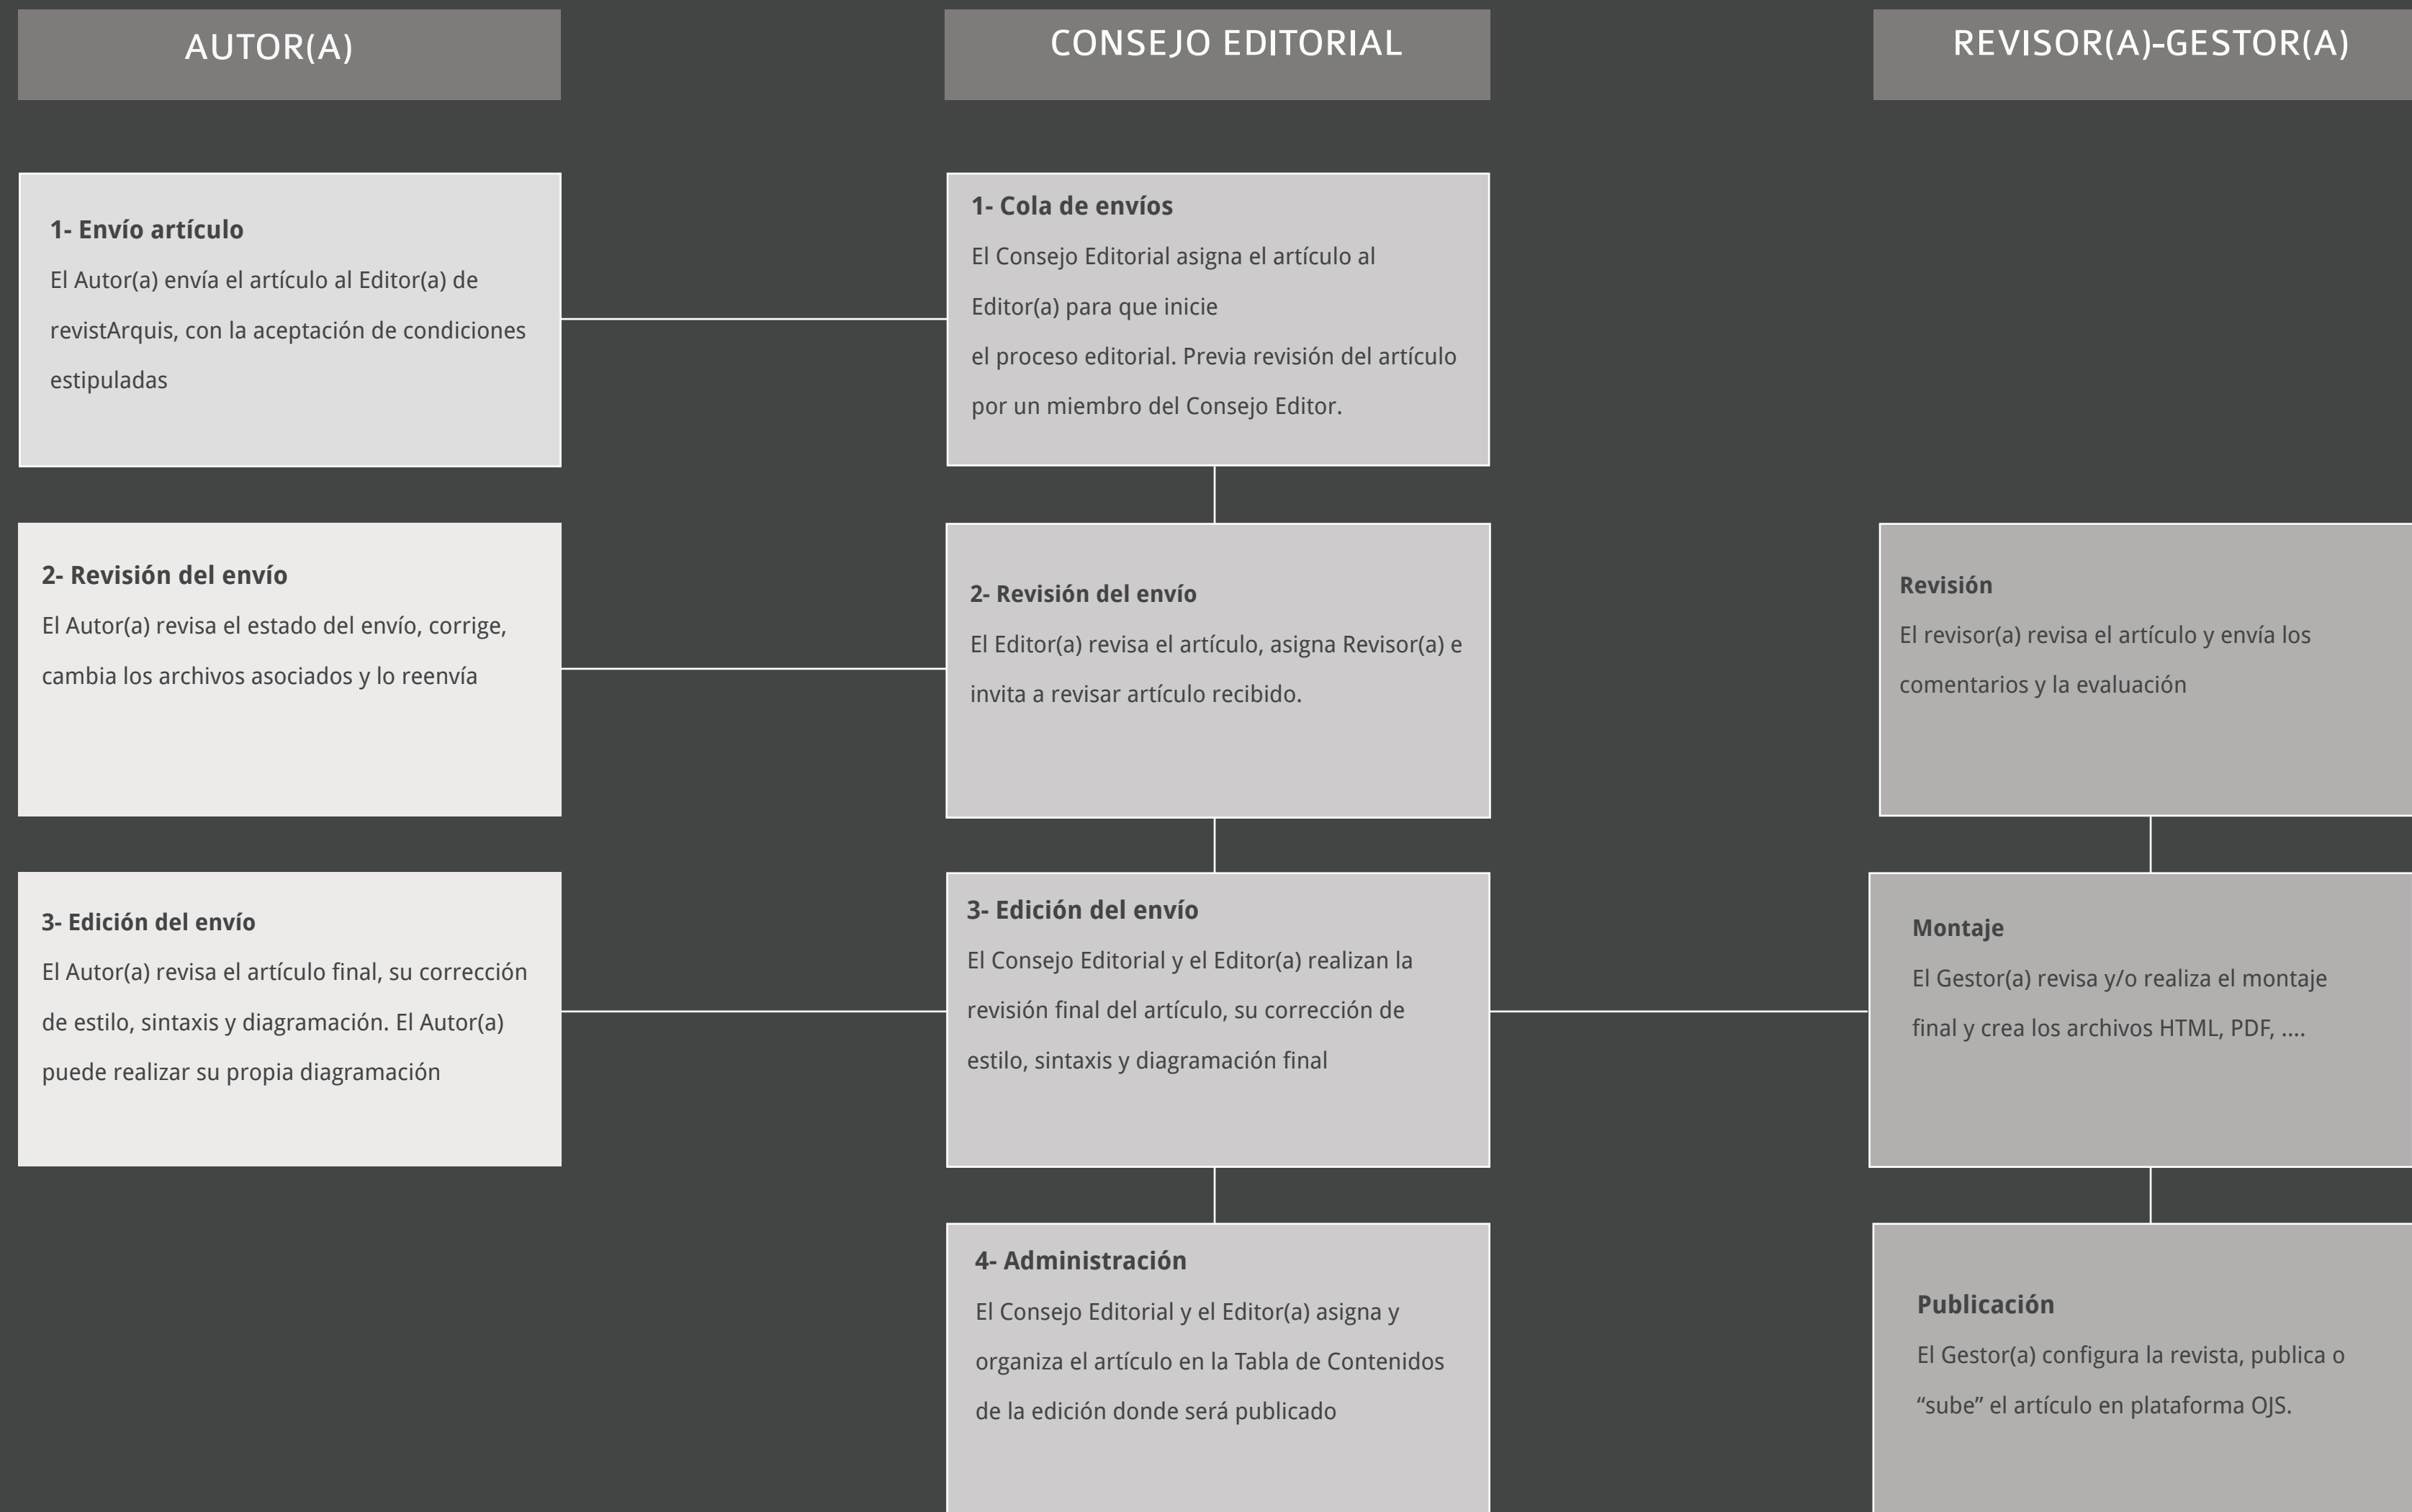 AUTOR(A)
CONSEJO EDITORIAL
REVISOR(A)-GESTOR(A)
1- Envío artículo
El Autor(a) envía el artículo al Editor(a) de
revistArquis, con la aceptación de condiciones
estipuladas
1- Cola de envíos
El Consejo Editorial asigna el artículo al
Editor(a) para que inicie
el proceso editorial. Previa revisión del artículo
por un miembro del Consejo Editor.
2- Revisión del envío
El Autor(a) revisa el estado del envío, corrige,
cambia los archivos asociados y lo reenvía
2- Revisión del envío
El Editor(a) revisa el artículo, asigna Revisor(a) e
invita a revisar artículo recibido.
Revisión
El revisor(a) revisa el artículo y envía los
comentarios y la evaluación
3- Edición del envío
El Autor(a) revisa el artículo final, su corrección
de estilo, sintaxis y diagramación. El Autor(a)
puede realizar su propia diagramación
3- Edición del envío
El Consejo Editorial y el Editor(a) realizan la
revisión final del artículo, su corrección de
estilo, sintaxis y diagramación final
Montaje
El Gestor(a) revisa y/o realiza el montaje
final y crea los archivos HTML, PDF, ....
4- Administración
El Consejo Editorial y el Editor(a) asigna y
organiza el artículo en la Tabla de Contenidos
de la edición donde será publicado
Publicación
El Gestor(a) configura la revista, publica o
“sube” el artículo en plataforma OJS.